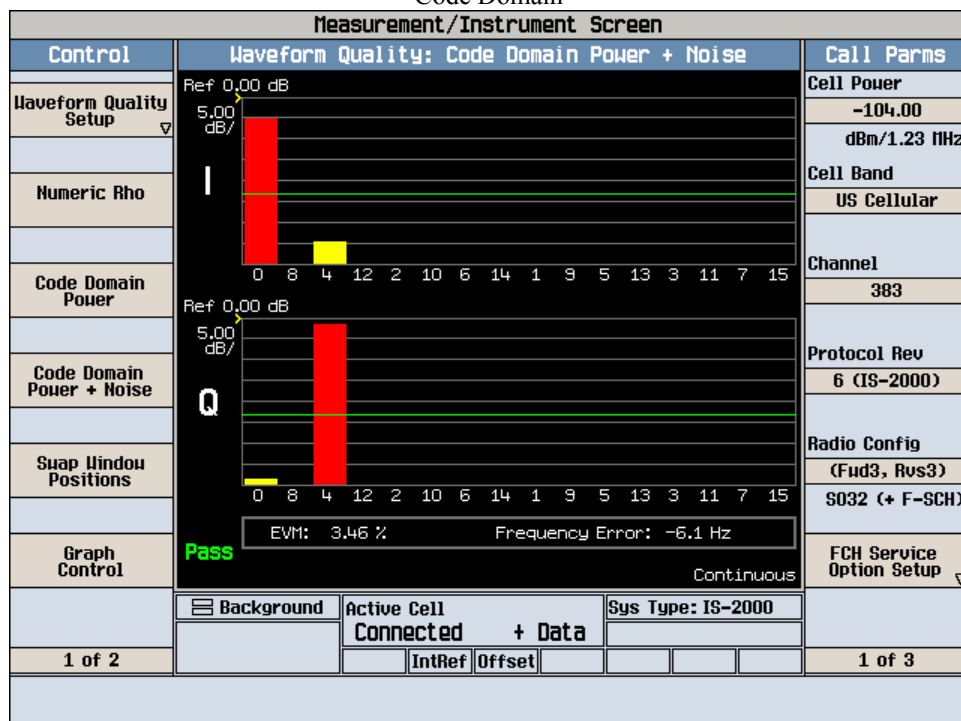 Code Domain
Measurement/Instrument Screen
Control
Waveform Quality: Code Domain Power + Noise
Call Parms
Waveform Quality
Setup
Numeric Rho
Code Domain
Power
Code Domain
Power + Noise
Swap Window
Positions
Graph
Control
1 of 2
Ref 0.00 dB
5.00
dB/
I
0 8 4 12 2 10 6 14 1 9 5 13 3 11 7 15
Ref 0.00 dB
5.00
dB/
Q
0 8 4 12 2 10 6 14 1 9 5 13 3 11 7 15
EVM: 3.46 % Frequency Error: -6.1 Hz
Pass
Continuous
Background
Active Cell
Connected + Data
Sys Type: IS-2000
IntRef Offset
Cell Power
-104.00
dBm/1.23 MHz
Cell Band
US Cellular
Channel
383
Protocol Rev
6 (IS-2000)
Radio Config
(Fwd3, Rvs3)
SO32 (+ F-SCH)
FCH Service
Option Setup
1 of 3